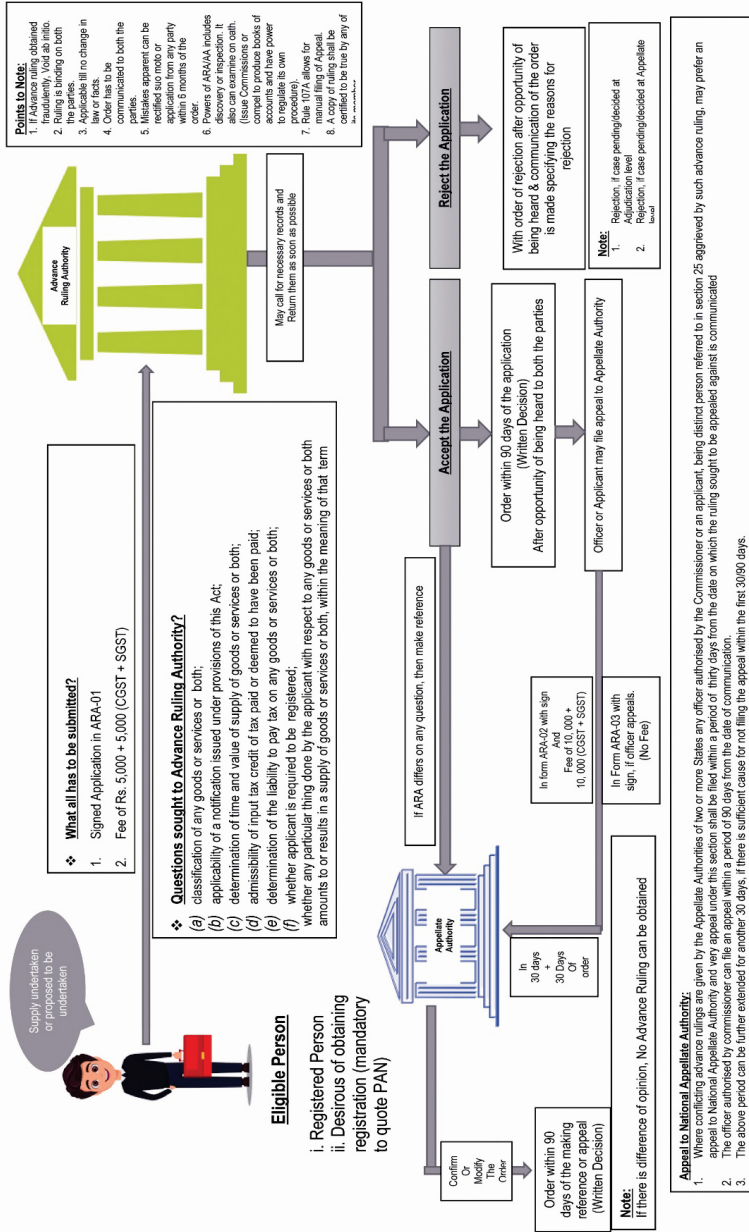 Supply undertaken
or proposed to be
undertaken
Eligible Person
i. Registered Person
ii. Desirous of obtaining
registration (mandatory
to quote PAN)
❖ What all has to be submitted?
1. Signed Application in ARA-01
2. Fee of Rs. 5,000 + 5,000 (CGST + SGST)
❖ Questions sought to Advance Ruling Authority?
(a) classification of any goods or services or both;
(b) applicability of a notification issued under provisions of this Act;
(c) determination of time and value of supply of goods or services or both;
(d) admissibility of input tax credit of tax paid or deemed to have been paid;
(e) determination of the liability to pay tax on any goods or services or both;
(f) whether applicant is required to be registered;
whether any particular thing done by the applicant with respect to any goods or services or both
amounts to or results in a supply of goods or services or both, within the meaning of that term
Advance
Ruling Authority
Points to Note:
1. If Advance ruling obtained
fraudulently, Void ab initio.
2. Ruling is binding on both
the parties.
3. Applicable till no change in
law or facts.
4. Order has to be
communicated to both the
parties.
5. Mistakes apparent can be
rectified suo moto or
application from any party
within 6 months of the
order.
6. Powers of ARA/AA includes
discovery or inspection. It
also can examine on oath.
(Issue Commissions or
compel to produce books of
accounts and have power
to regulate its own
procedure).
7. Rule 107A allows for
manual filing of Appeal.
8. A copy of ruling shall be
certified to be true by any of
May call for necessary records and
Return them as soon as possible
Accept the Application
Reject the Application
If ARA differs on any question, then make reference
Order within 90 days of the application
(Written Decision)
After opportunity of being heard to both the parties
With order of rejection after opportunity of
being heard & communication of the order
is made specifying the reasons for
rejection
Officer or Applicant may file appeal to Appellate Authority
Note:
1. Rejection, if case pending/decided at
Adjudication level
2. Rejection, if case pending/decided at Appellate
In form ARA-02 with sign
And
Fee of 10, 000 +
10, 000 (CGST + SGST)
In Form ARA-03 with
sign, if officer appeals.
(No Fee)
Appellate
Authority
In
30 days
+
30 Days
Of
order
Confirm
Or
Modify
The
Order
Order within 90
days of the making
reference or appeal
(Written Decision)
Note:
If there is difference of opinion, No Advance Ruling can be obtained
Appeal to National Appellate Authority:
1. Where conflicting advance rulings are given by the Appellate Authorities of two or more States any officer authorised by the Commissioner or an applicant, being distinct person referred to in section 25 aggrieved by such advance ruling, may prefer an
appeal to National Appellate Authority and very appeal under this section shall be filed within a period of thirty days from the date on which the ruling sought to be appealed against is communicated
2. The officer authorised by commissioner can file an appeal within a period of 90 days from the date of communication.
3. The above period can be further extended for another 30 days, if there is sufficient cause for not filing the appeal within the first 30/90 days.